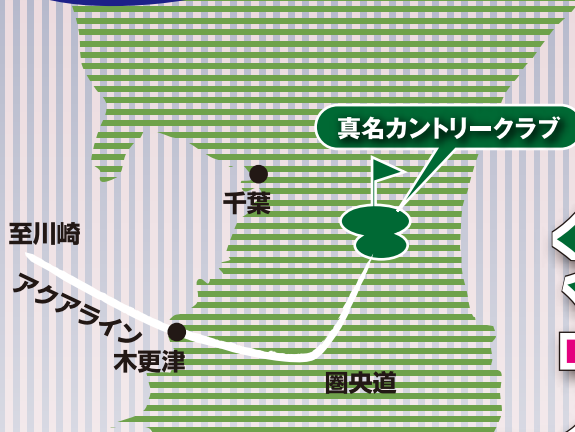 真名カントリークラブ
千葉
至川崎
アクアライン
木更津
圏央道